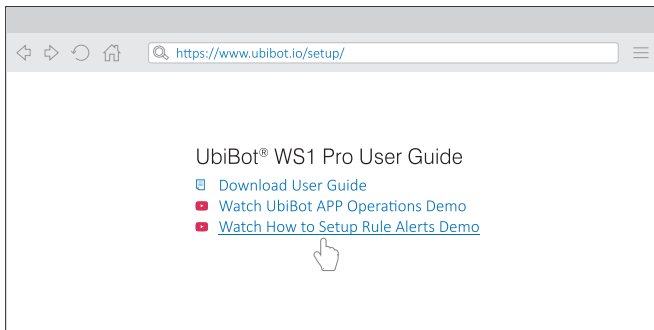 https://www.ubibot.io/setup/
UbiBot® WS1 Pro User Guide
Download User Guide
Watch UbiBot APP Operations Demo
Watch How to Setup Rule Alerts Demo